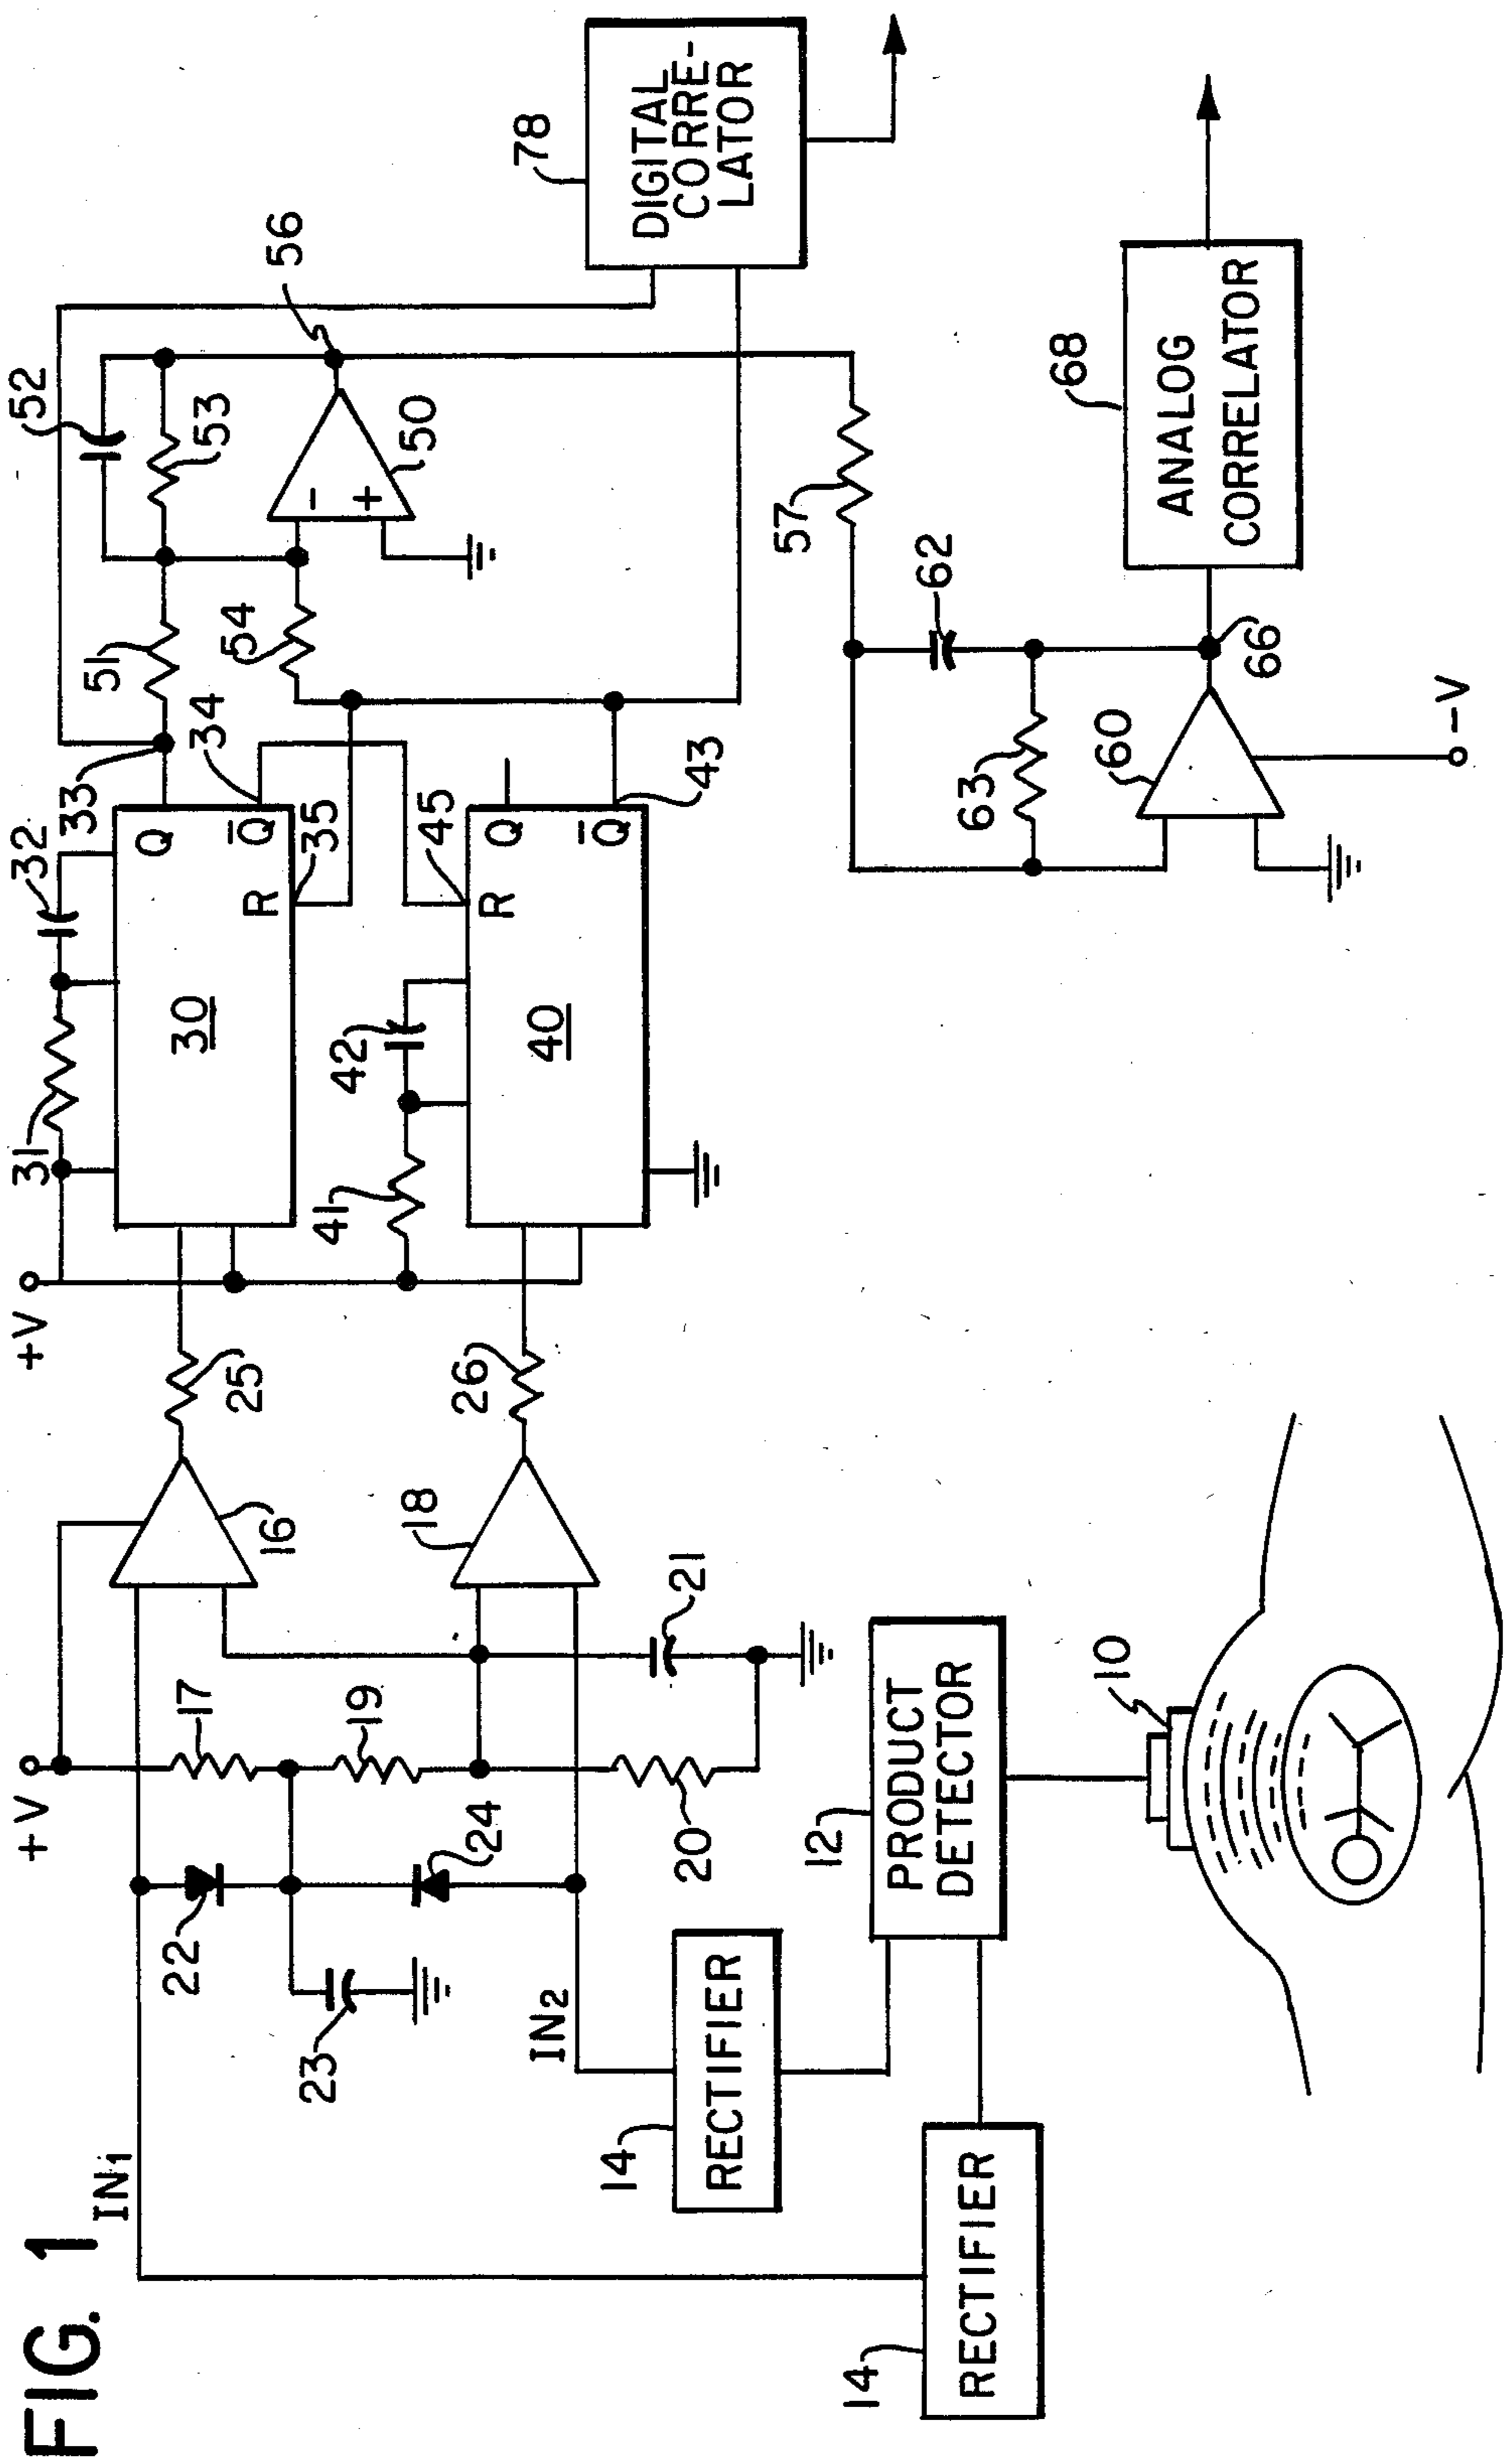 FIG. 1
IN1
+V
22
17
16
25
+V
31
32
30
Q
Q̅
R
33
34
35
51
52
53
54
50
-
+
56
78
DIGITAL
CORRE-
LATOR
23
24
19
18
26
41
42
40
R
Q
Q̅
45
43
IN2
20
21
14
RECTIFIER
12
PRODUCT
DETECTOR
57
62
63
60
66
68
ANALOG
CORRELATOR
-V
14
RECTIFIER
10